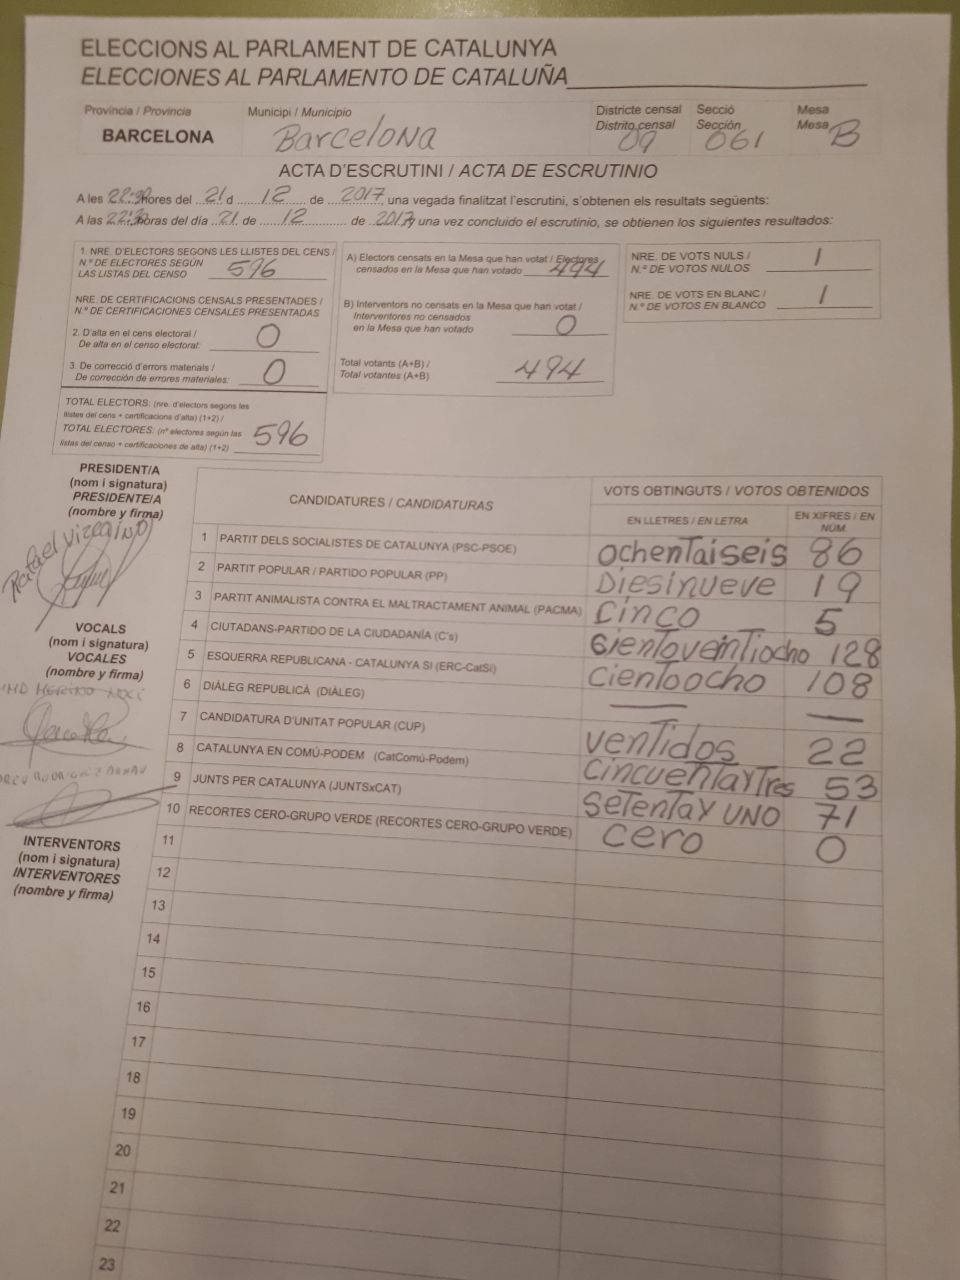 ELECCIONS AL PARLAMENT DE CATALUNYA
ELECCIONES AL PARLAMENTO DE CATALUÑA
Província / Provincia
BARCELONA
Municipi / Municipio
Barcelona
Districte censal
Distrito censal
09
Secció
Sección
061
Mesa
Mesa
B
ACTA D'ESCRUTINI / ACTA DE ESCRUTINIO
A les 22:30 hores del 21 d 12 de 2017, una vegada finalitzat l'escrutini, s'obtenen els resultats següents:
A las 22:30 horas del día 21 de 12 de 2017 una vez concluido el escrutinio, se obtienen los siguientes resultados:
1. NRE. D'ELECTORS SEGONS LES LLISTES DEL CENS /
N.º DE ELECTORES SEGÚN
LAS LISTAS DEL CENSO
596
NRE. DE CERTIFICACIONS CENSALS PRESENTADES /
N.º DE CERTIFICACIONES CENSALES PRESENTADAS
2. D'alta en el cens electoral /
De alta en el censo electoral:
0
3. De correcció d'errors materials /
De corrección de errores materiales:
0
TOTAL ELECTORS: (nre. d'electors segons les
llistes del cens + certificacions d'alta) (1+2) /
TOTAL ELECTORES: (nº electores según las
listas del censo + certificaciones de alta) (1+2)
596
A) Electors censats en la Mesa que han votat / Electores
censados en la Mesa que han votado
494
B) Interventors no censats en la Mesa que han votat /
Interventores no censados
en la Mesa que han votado
0
Total votants (A+B) /
Total votantes (A+B)
494
NRE. DE VOTS NULS /
N.º DE VOTOS NULOS
1
NRE. DE VOTS EN BLANC /
N.º DE VOTOS EN BLANCO
1
PRESIDENT/A
(nom i signatura)
PRESIDENTE/A
(nombre y firma)
Rafael
VOCALS
(nom i signatura)
VOCALES
(nombre y firma)
INTERVENTORS
(nom i signatura)
INTERVENTORES
(nombre y firma)
CANDIDATURES / CANDIDATURAS
VOTS OBTINGUTS / VOTOS OBTENIDOS
EN LLETRES / EN LETRA
EN XIFRES / EN
NÚM.
1 PARTIT DELS SOCIALISTES DE CATALUNYA (PSC-PSOE) ochentaiseis 86
2 PARTIT POPULAR / PARTIDO POPULAR (PP) Diesinueve 19
3 PARTIT ANIMALISTA CONTRA EL MALTRACTAMENT ANIMAL (PACMA) cinco 5
4 CIUTADANS-PARTIDO DE LA CIUDADANÍA (C's) cientoveintiocho 128
5 ESQUERRA REPUBLICANA - CATALUNYA SI (ERC-CatSí) cientoocho 108
6 DIÀLEG REPUBLICÀ (DIÀLEG) — —
7 CANDIDATURA D'UNITAT POPULAR (CUP) ventidos 22
8 CATALUNYA EN COMÚ-PODEM (CatComú-Podem) cincuentaytres 53
9 JUNTS PER CATALUNYA (JUNTSxCAT) setentay uno 71
10 RECORTES CERO-GRUPO VERDE (RECORTES CERO-GRUPO VERDE) cero 0
11
12
13
14
15
16
17
18
19
20
21
22
23